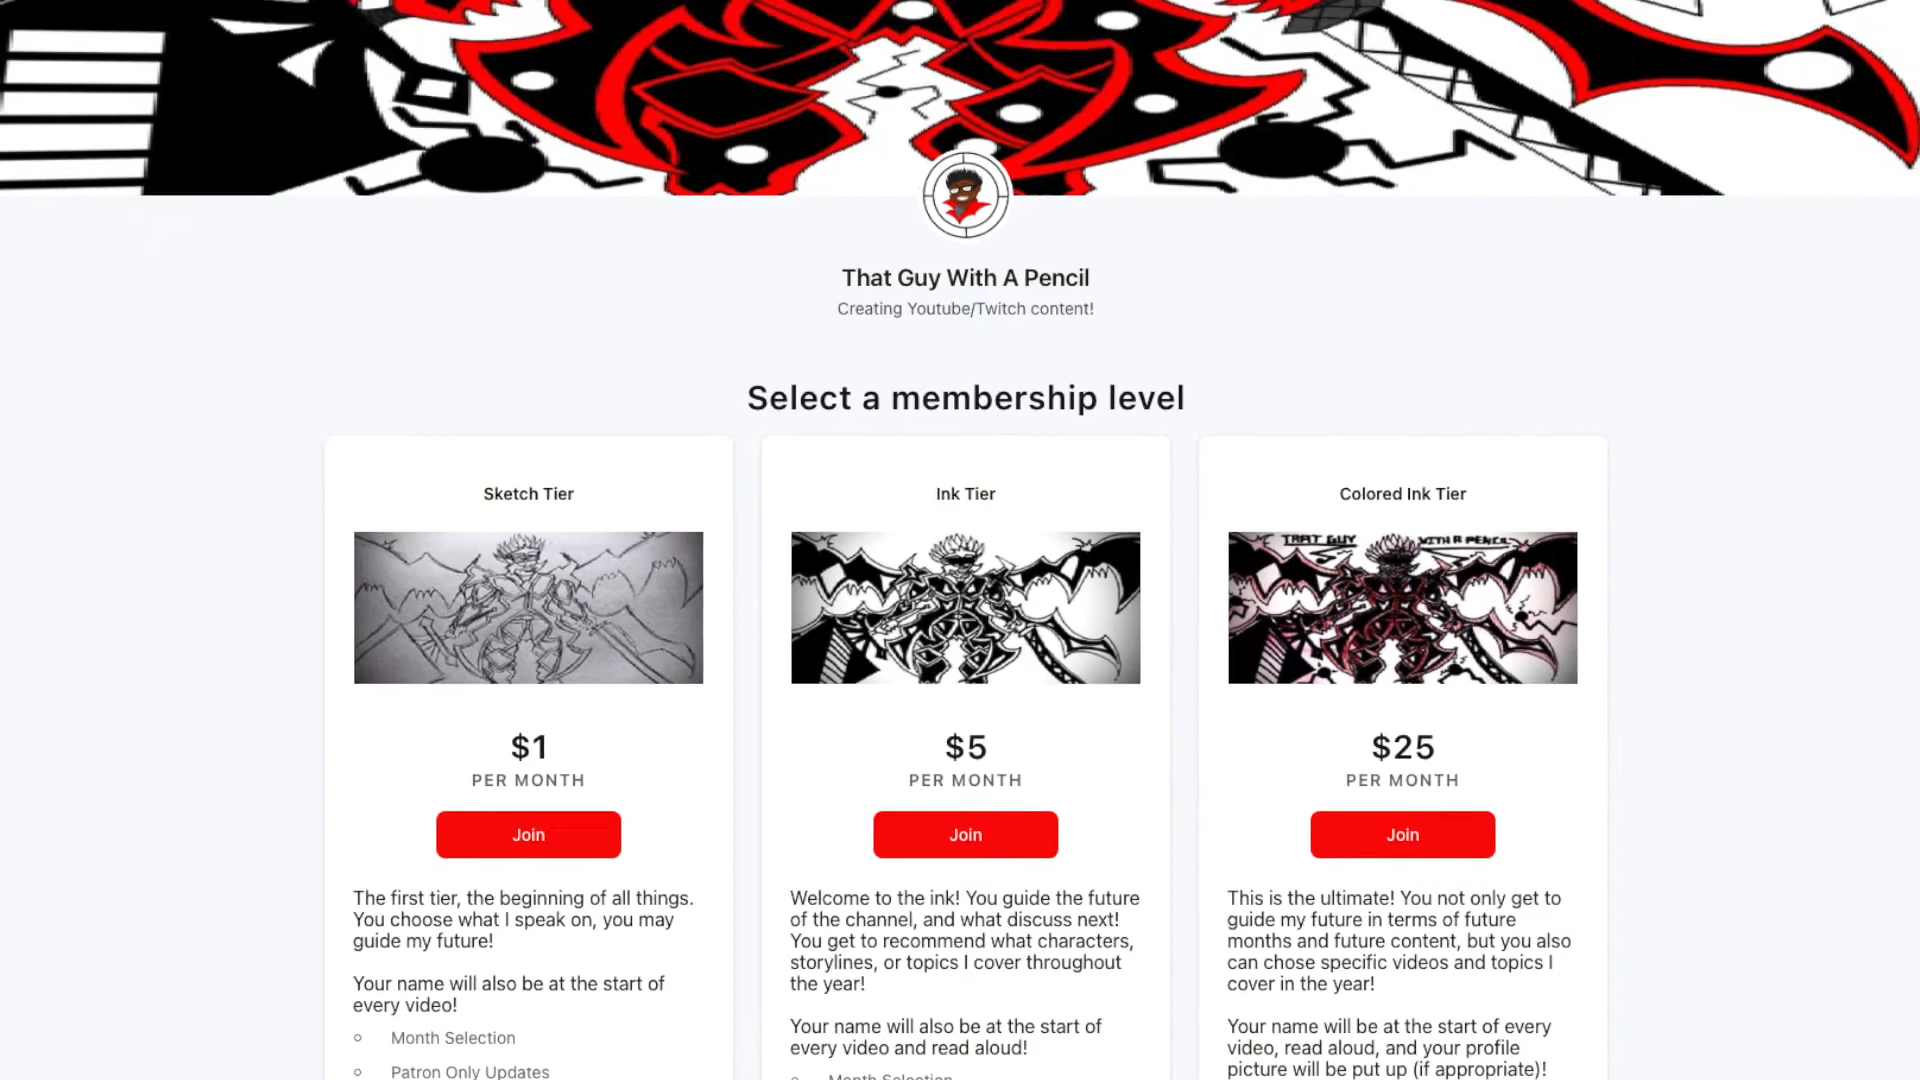 That Guy With A Pencil
Creating Youtube/Twitch content!
Select a membership level
Sketch Tier
$1
PER MONTH
Join
The first tier, the beginning of all things.
You choose what I speak on, you may
guide my future!
Your name will also be at the start of
every video!
Month Selection
Patron Only Updates
Ink Tier
$5
PER MONTH
Join
Welcome to the ink! You guide the future
of the channel, and what discuss next!
You get to recommend what characters,
storylines, or topics I cover throughout
the year!
Your name will also be at the start of
every video and read aloud!
Month Selection
Colored Ink Tier
THAT GUY WITH A PENCIL
$25
PER MONTH
Join
This is the ultimate! You not only get to
guide my future in terms of future
months and future content, but you also
can chose specific videos and topics I
cover in the year!
Your name will be at the start of every
video, read aloud, and your profile
picture will be put up (if appropriate)!